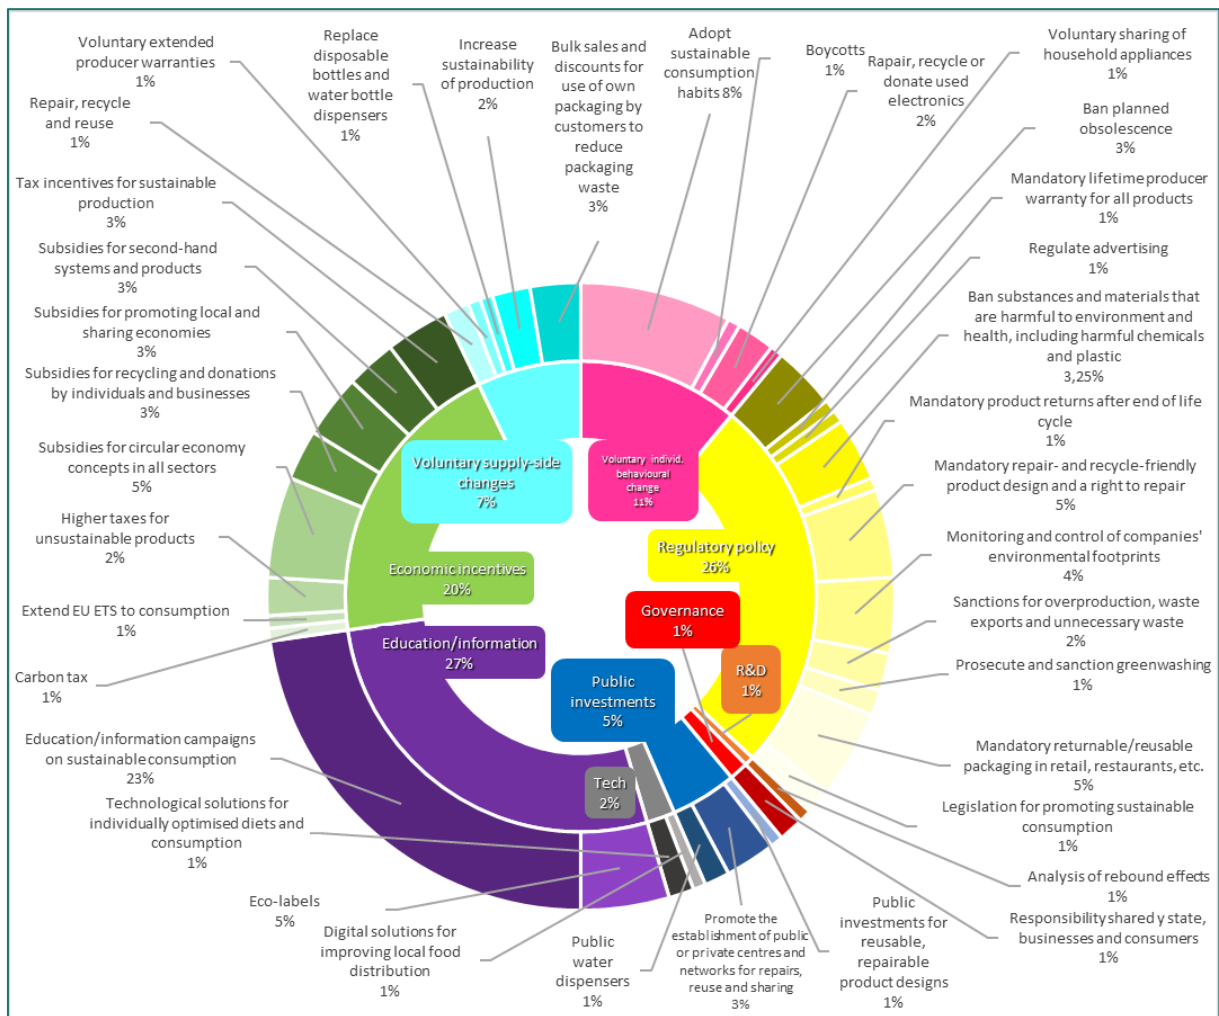 Voluntary extended
producer warranties
1%
Replace
disposable
bottles and
water bottle
dispensers
1%
Increase
sustainability
of production
2%
Bulk sales and
discounts for
use of own
packaging by
customers to
reduce
packaging
waste
3%
Adopt
sustainable
consumption
habits 8%
Boycotts
1%
Rapair, recycle or
donate used
electronics
2%
Voluntary sharing of
household appliances
1%
Ban planned
obsolescence
3%
Mandatory lifetime producer
warranty for all products
1%
Regulate advertising
1%
Ban substances and materials that
are harmful to environment and
health, including harmful chemicals
and plastic
3,25%
Mandatory product returns after end of life
cycle
1%
Mandatory repair- and recycle-friendly
product design and a right to repair
5%
Monitoring and control of companies'
environmental footprints
4%
Sanctions for overproduction, waste
exports and unnecessary waste
2%
Prosecute and sanction greenwashing
1%
Mandatory returnable/reusable
packaging in retail, restaurants, etc.
5%
Legislation for promoting sustainable
consumption
1%
Analysis of rebound effects
1%
Responsibility shared y state,
businesses and consumers
1%
Public
investments for
reusable,
repairable
product designs
1%
Promote the
establishment of public
or private centres and
networks for repairs,
reuse and sharing
3%
Public
water
dispensers
1%
Digital solutions for
improving local food
distribution
1%
Eco-labels
5%
Technological solutions for
individually optimised diets and
consumption
1%
Education/information campaigns
on sustainable consumption
23%
Carbon tax
1%
Extend EU ETS to consumption
1%
Higher taxes for
unsustainable products
2%
Subsidies for circular economy
concepts in all sectors
5%
Subsidies for recycling and donations
by individuals and businesses
3%
Subsidies for promoting local and
sharing economies
3%
Subsidies for second-hand
systems and products
3%
Tax incentives for sustainable
production
3%
Repair, recycle
and reuse
1%
Voluntary supply-side
changes
7%
Voluntary individ.
behavioural
change
11%
Regulatory policy
26%
Economic incentives
20%
Governance
1%
Education/information
27%
R&D
1%
Public
investments
5%
Tech
2%